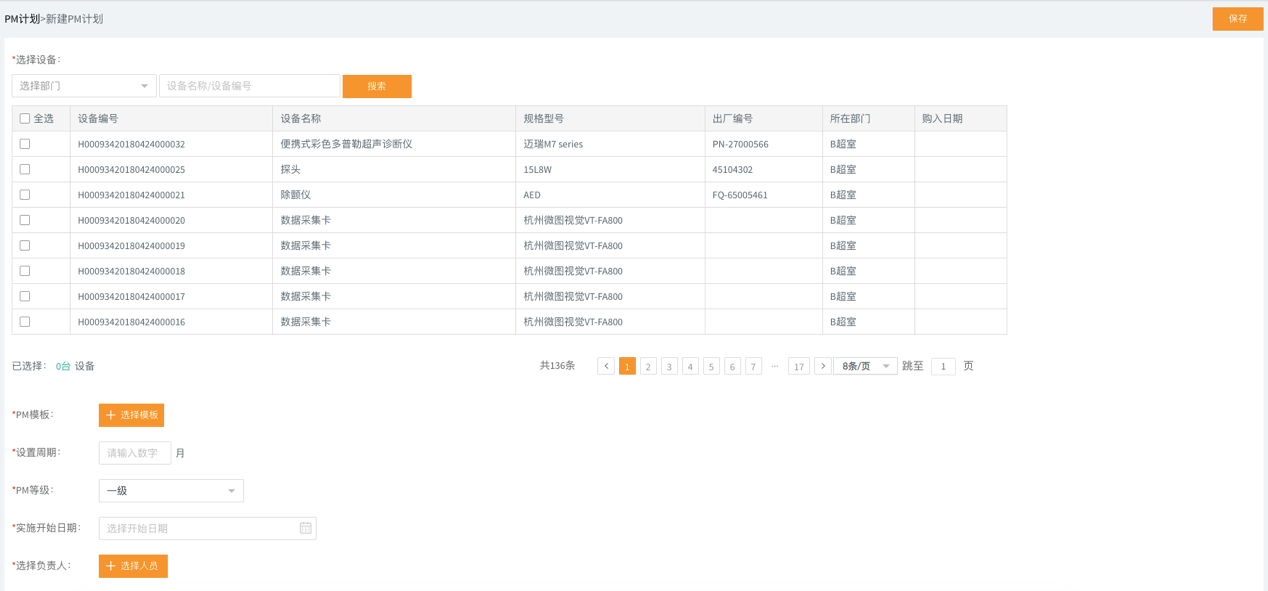 PM计划>新建PM计划
保存
*选择设备：
选择部门 设备名称/设备编号 搜索
全选 设备编号 设备名称 规格型号 出厂编号 所在部门 购入日期
H00093420180424000032 便携式彩色多普勒超声诊断仪 迈瑞M7 series PN-27000566 B超室
H00093420180424000025 探头 15L8W 45104302 B超室
H00093420180424000021 除颤仪 AED FQ-65005461 B超室
H00093420180424000020 数据采集卡 杭州微图视觉VT-FA800 B超室
H00093420180424000019 数据采集卡 杭州微图视觉VT-FA800 B超室
H00093420180424000018 数据采集卡 杭州微图视觉VT-FA800 B超室
H00093420180424000017 数据采集卡 杭州微图视觉VT-FA800 B超室
H00093420180424000016 数据采集卡 杭州微图视觉VT-FA800 B超室
已选择： 0台 设备 共136条 < 1 2 3 4 5 6 7 ··· 17 > 8条/页 跳至 1 页
*PM模板： + 选择模板
*设置周期： 请输入数字 月
*PM等级： 一级
*实施开始日期： 选择开始日期
*选择负责人： + 选择人员